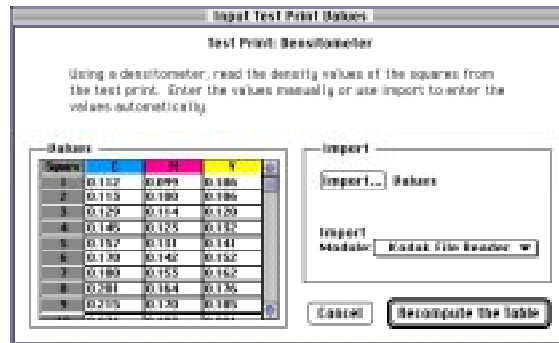 Input Test Print Values
Test Print: Densitometer
Using a densitometer, read the density values of the squares from
the test print. Enter the values manually or use Import to enter the
values automatically.
Values
Square C M Y
1 0.112 0.099 0.106
2 0.113 0.100 0.106
3 0.129 0.114 0.120
4 0.145 0.123 0.132
5 0.157 0.131 0.141
6 0.170 0.142 0.152
7 0.180 0.153 0.162
8 0.201 0.164 0.176
9 0.215 0.170 0.185
Import
Import... Values
Import
Module: Kodak File Reader
Cancel Recompute the Table